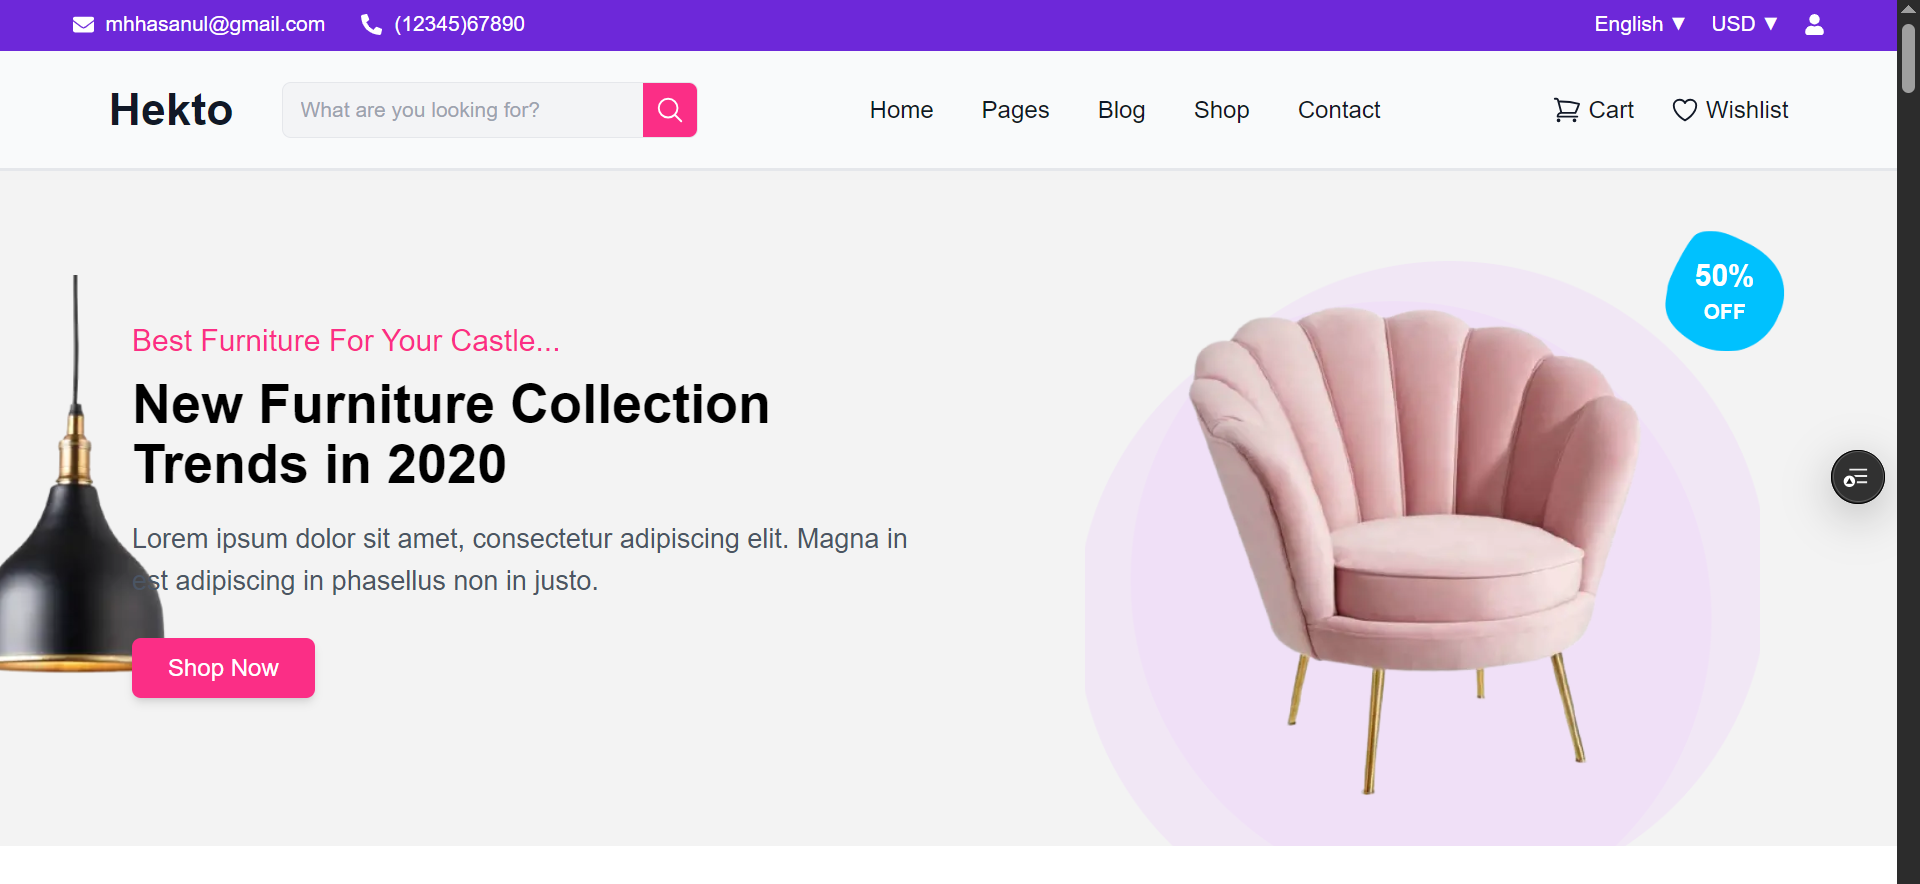 mhhasanul@gmail.com (12345)67890 English ▼ USD ▼
Hekto What are you looking for? Home Pages Blog Shop Contact Cart Wishlist
50%
OFF
Best Furniture For Your Castle...
New Furniture Collection
Trends in 2020
Lorem ipsum dolor sit amet, consectetur adipiscing elit. Magna in
est adipiscing in phasellus non in justo.
Shop Now